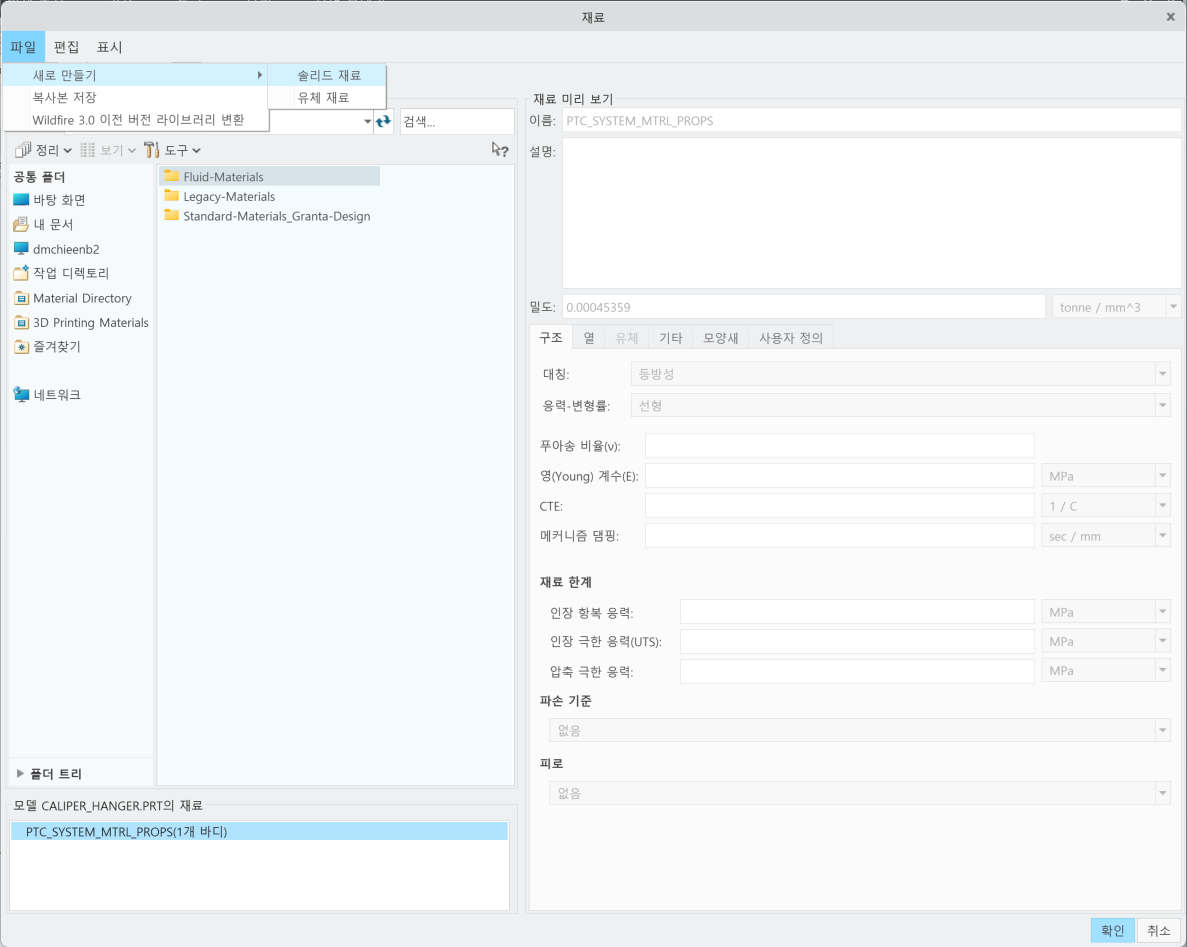 재료
파일 편집 표시
새로 만들기
솔리드 재료
복사본 저장
유체 재료
Wildfire 3.0 이전 버전 라이브러리 변환
검색...
정리 보기 도구
공통 폴더
바탕 화면
내 문서
dmchieenb2
작업 디렉토리
Material Directory
3D Printing Materials
즐겨찾기
네트워크
폴더 트리
Fluid-Materials
Legacy-Materials
Standard-Materials_Granta-Design
모델 CALIPER_HANGER.PRT의 재료
PTC_SYSTEM_MTRL_PROPS(1개 바디)
재료 미리 보기
이름: PTC_SYSTEM_MTRL_PROPS
설명:
밀도: 0.00045359 tonne / mm^3
구조 열 유체 기타 모양새 사용자 정의
대칭: 등방성
응력-변형률: 선형
푸아송 비율(ν):
영(Young) 계수(E): MPa
CTE: 1 / C
메커니즘 댐핑: sec / mm
재료 한계
인장 항복 응력: MPa
인장 극한 응력(UTS): MPa
압축 극한 응력: MPa
파손 기준
없음
피로
없음
확인 취소